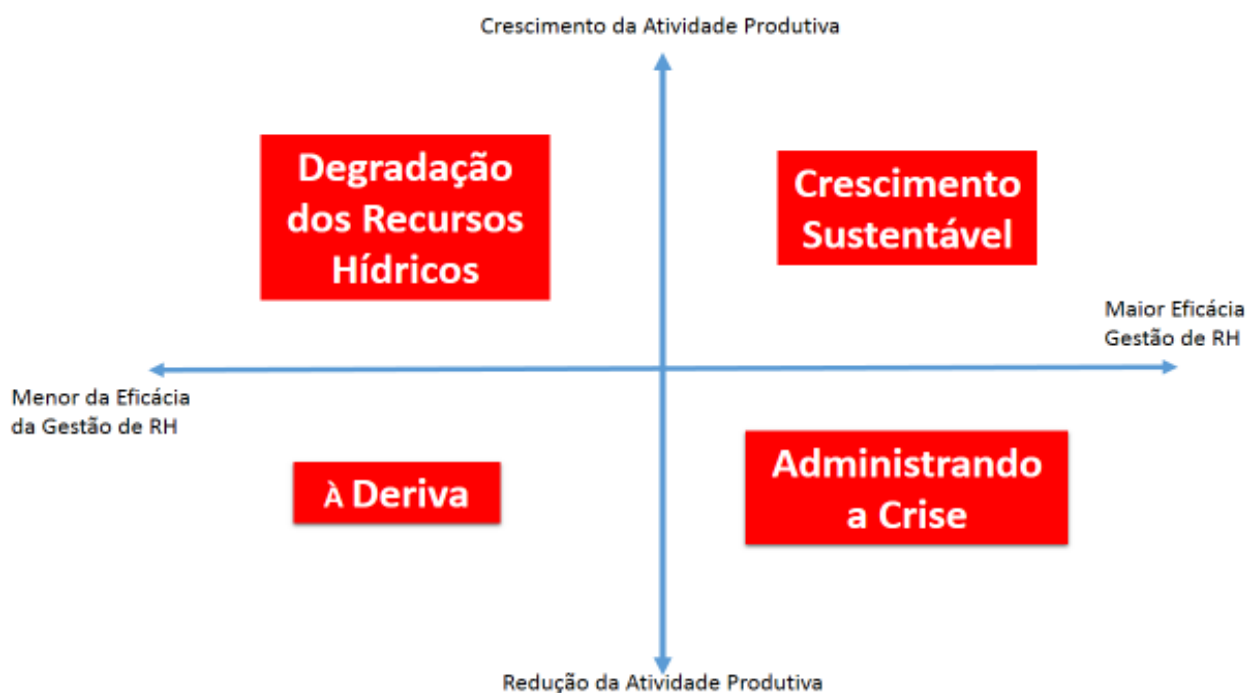 Crescimento da Atividade Produtiva
Degradação
dos Recursos
Hídricos
Crescimento
Sustentável
Maior Eficácia
Gestão de RH
Menor da Eficácia
da Gestão de RH
À Deriva
Administrando
a Crise
Redução da Atividade Produtiva